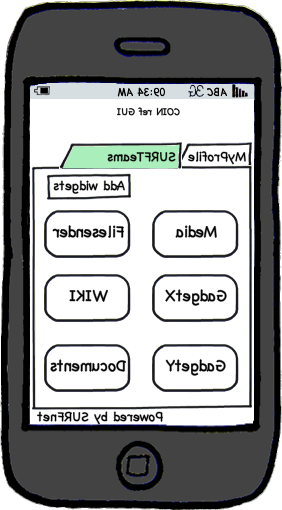 ABC 3G 09:34 AM
COIN ref GUI
MyProfile SURFTeams
Add widgets
Media Filesender
GadgetX WIKI
GadgetY Documents
Powered by SURFnet